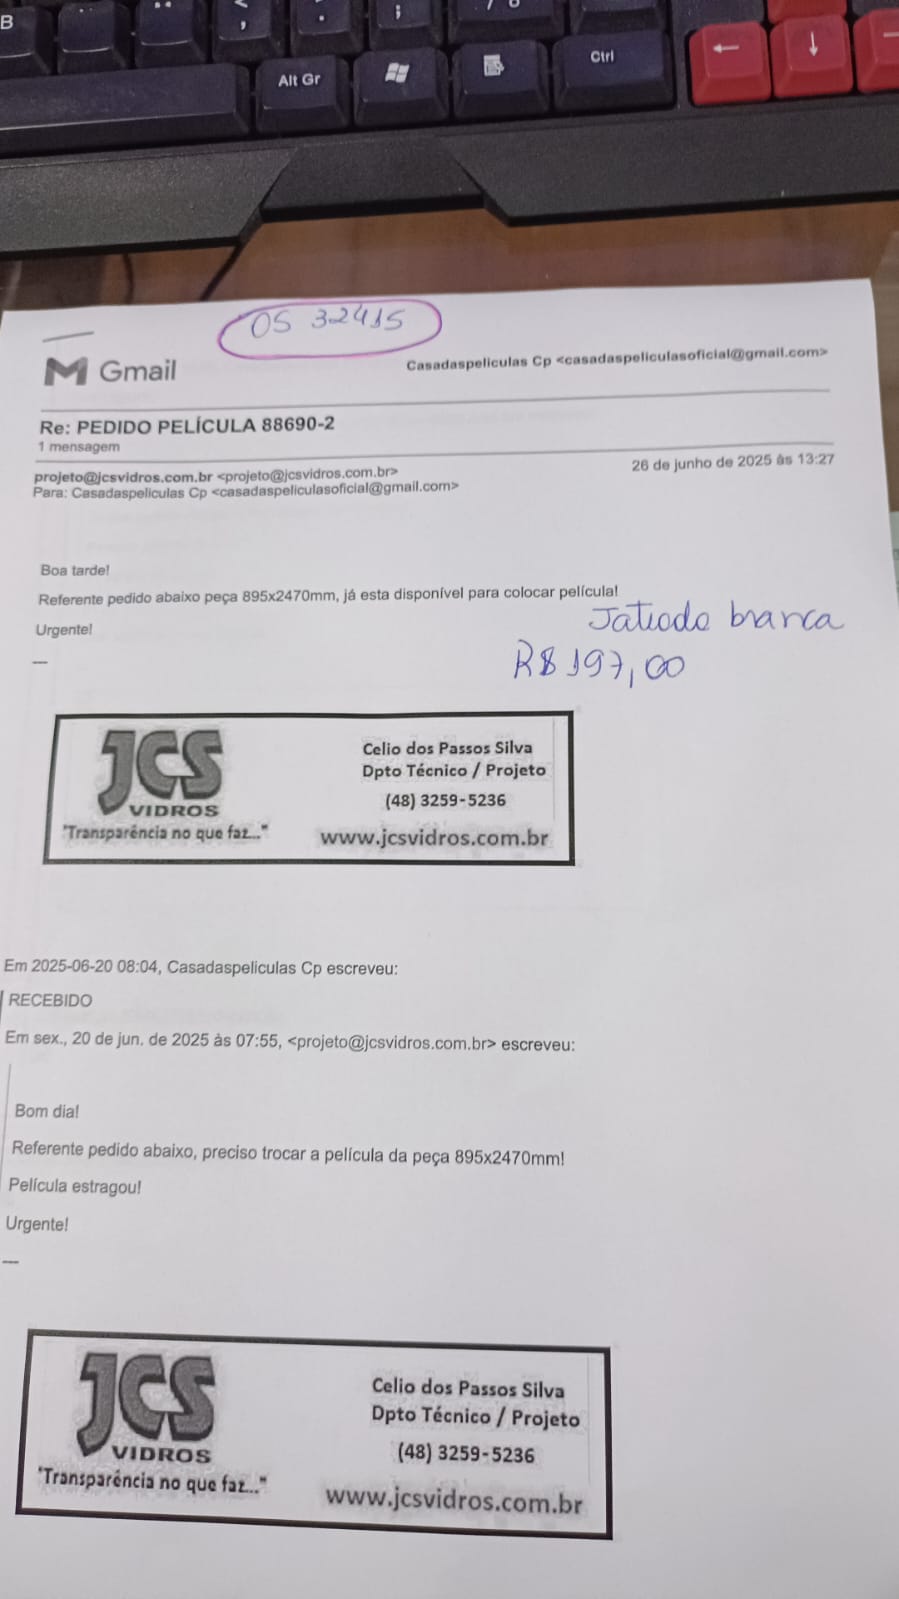 B
Alt Gr
Ctrl
OS 32415
Gmail
Casadaspeliculas Cp <casadaspeliculasoficial@gmail.com>
Re: PEDIDO PELÍCULA 88690-2
1 mensagem
projeto@jcsvidros.com.br <projeto@jcsvidros.com.br>
26 de junho de 2025 às 13:27
Para: Casadaspeliculas Cp <casadaspeliculasoficial@gmail.com>
Boa tarde!
Referente pedido abaixo peça 895x2470mm, já esta disponível para colocar película!
Urgente!
Jatiado branca
R$ 197,00
JCS
VIDROS
"Transparência no que faz..."
Celio dos Passos Silva
Dpto Técnico / Projeto
(48) 3259-5236
www.jcsvidros.com.br
Em 2025-06-20 08:04, Casadaspeliculas Cp escreveu:
RECEBIDO
Em sex., 20 de jun. de 2025 às 07:55, <projeto@jcsvidros.com.br> escreveu:
Bom dia!
Referente pedido abaixo, preciso trocar a película da peça 895x2470mm!
Película estragou!
Urgente!
JCS
VIDROS
"Transparência no que faz..."
Celio dos Passos Silva
Dpto Técnico / Projeto
(48) 3259-5236
www.jcsvidros.com.br